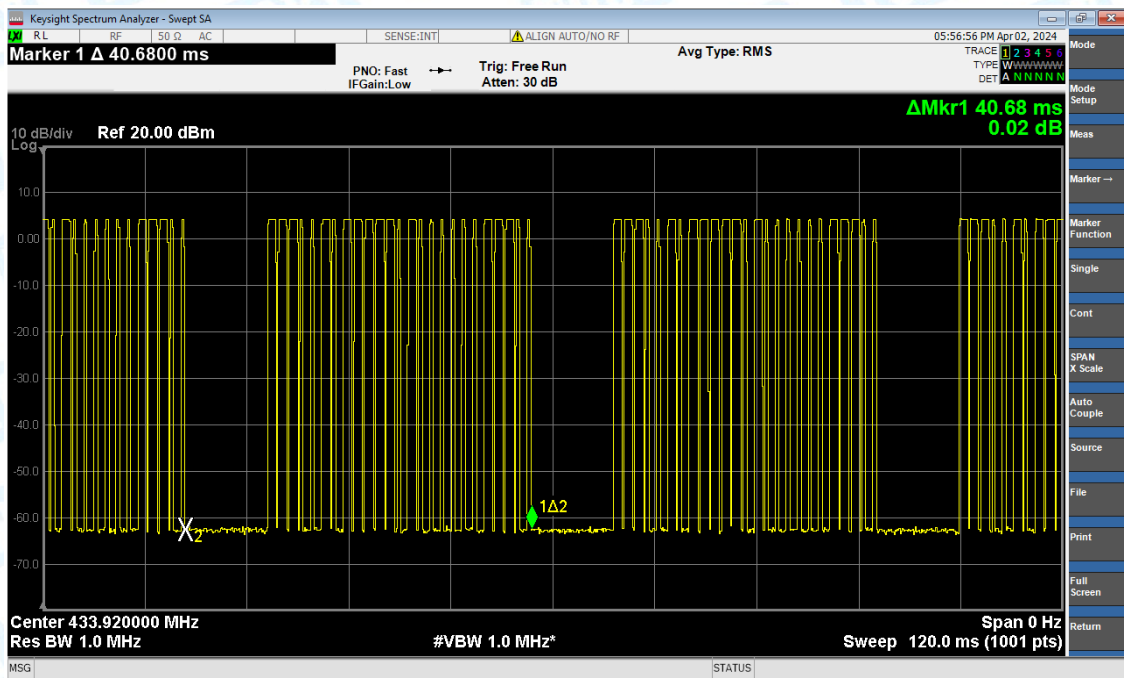 Keysight Spectrum Analyzer - Swept SA
LXI RL RF 50 Ω AC SENSE:INT ALIGN AUTO/NO RF 05:56:56 PM Apr 02, 2024
Marker 1 Δ 40.6800 ms
PNO: Fast
IFGain:Low
Trig: Free Run
Atten: 30 dB
Avg Type: RMS
TRACE 1 2 3 4 5 6
TYPE WWWWWWW
DET A N N N N N
ΔMkr1 40.68 ms
0.02 dB
10 dB/div Ref 20.00 dBm
Log
10.0
0.00
-10.0
-20.0
-30.0
-40.0
-50.0
-60.0
-70.0
X2
1Δ2
Center 433.920000 MHz Span 0 Hz
Res BW 1.0 MHz #VBW 1.0 MHz* Sweep 120.0 ms (1001 pts)
MSG STATUS
Mode
Mode
Setup
Meas
Marker →
Marker
Function
Single
Cont
SPAN
X Scale
Auto
Couple
Source
File
Print
Full
Screen
Return